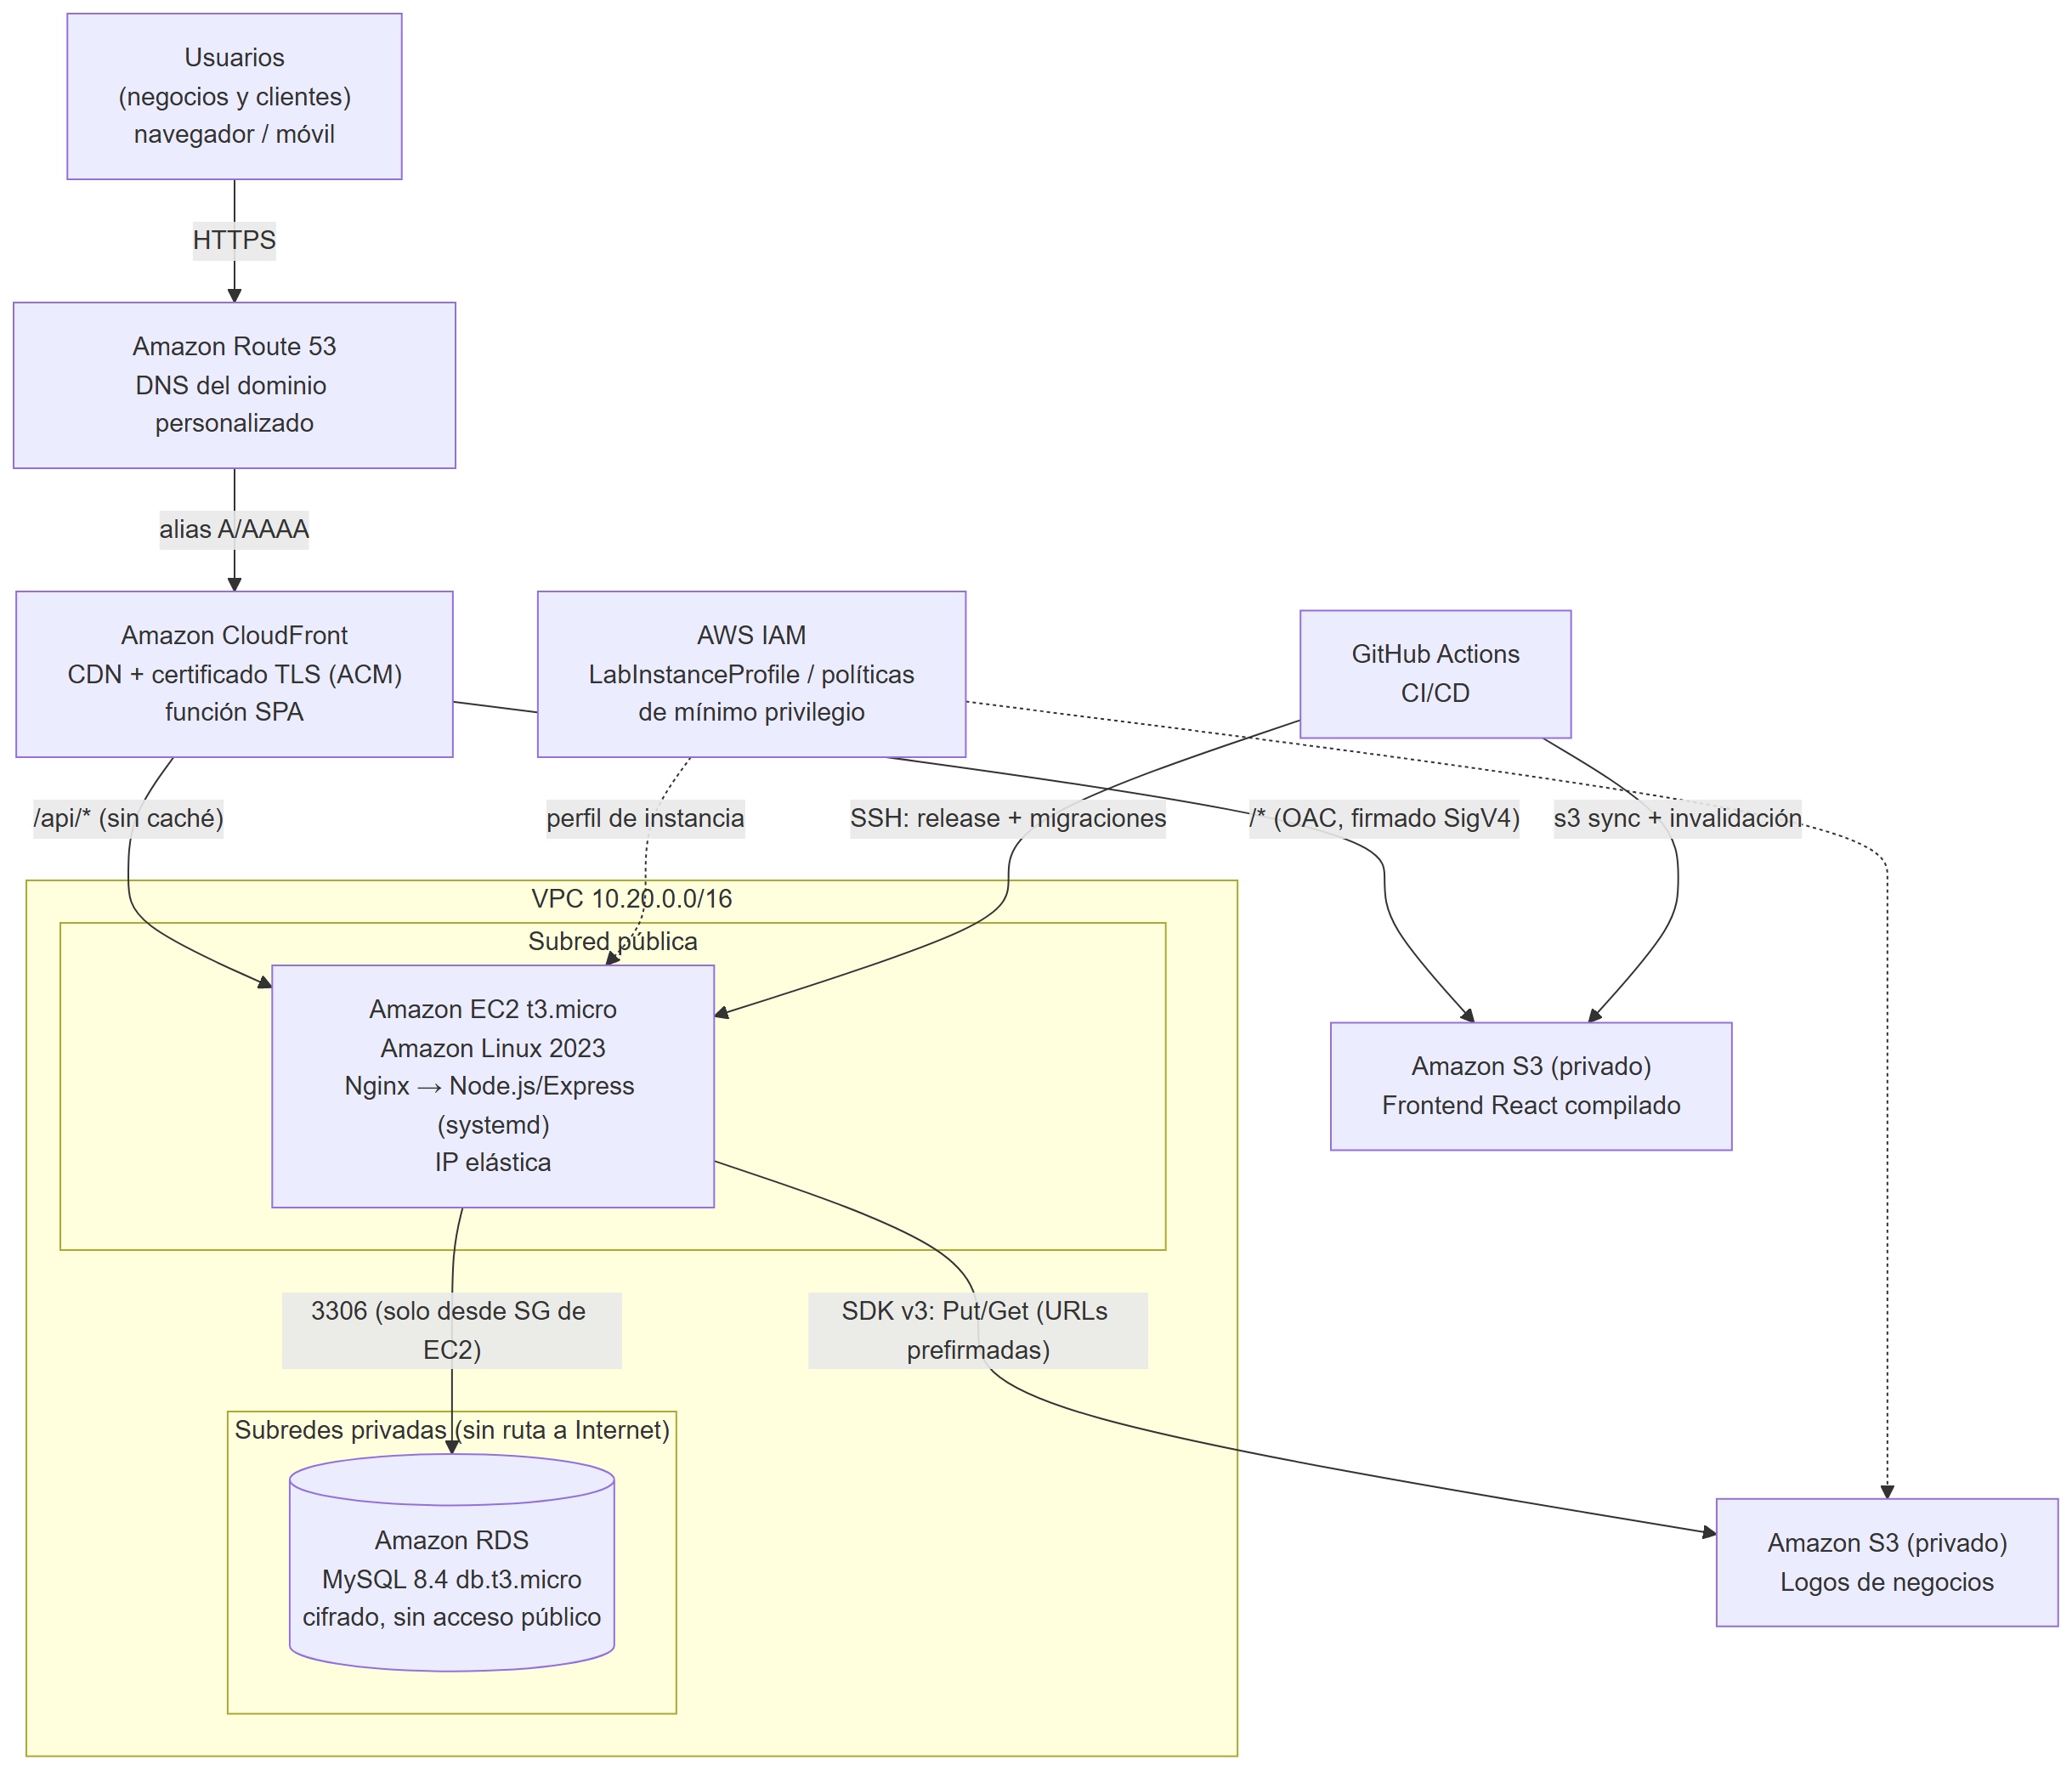 Usuarios
(negocios y clientes)
navegador / móvil
HTTPS
Amazon Route 53
DNS del dominio
personalizado
alias A/AAAA
Amazon CloudFront
CDN + certificado TLS (ACM)
función SPA
AWS IAM
LabInstanceProfile / políticas
de mínimo privilegio
GitHub Actions
CI/CD
/api/* (sin caché)
perfil de instancia
SSH: release + migraciones
/* (OAC, firmado SigV4)
s3 sync + invalidación
VPC 10.20.0.0/16
Subred pública
Amazon EC2 t3.micro
Amazon Linux 2023
Nginx → Node.js/Express
(systemd)
IP elástica
Amazon S3 (privado)
Frontend React compilado
3306 (solo desde SG de
EC2)
SDK v3: Put/Get (URLs
prefirmadas)
Subredes privadas (sin ruta a Internet)
Amazon RDS
MySQL 8.4 db.t3.micro
cifrado, sin acceso público
Amazon S3 (privado)
Logos de negocios